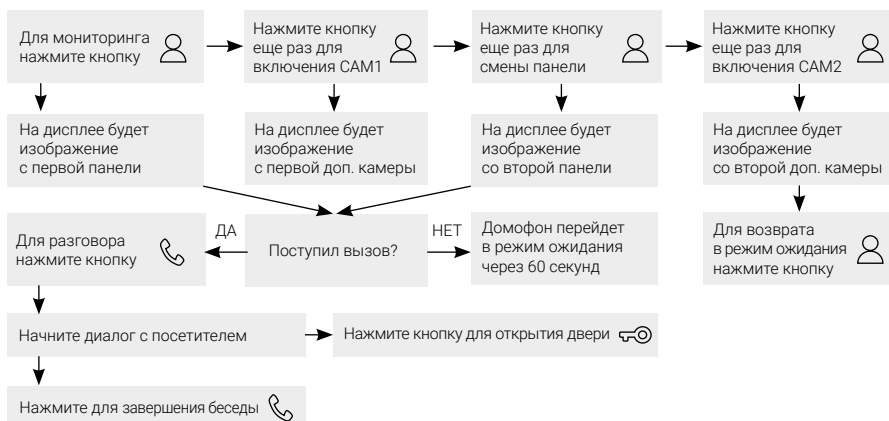 Для мониторинга
нажмите кнопку
Нажмите кнопку
еще раз для
включения CAM1
Нажмите кнопку
еще раз для
смены панели
Нажмите кнопку
еще раз для
включения CAM2
На дисплее будет
изображение
с первой панели
На дисплее будет
изображение
с первой доп. камеры
На дисплее будет
изображение
со второй панели
На дисплее будет
изображение
со второй доп. камеры
Для разговора
нажмите кнопку
ДА
Поступил вызов?
НЕТ
Домофон перейдет
в режим ожидания
через 60 секунд
Для возврата
в режим ожидания
нажмите кнопку
Начните диалог с посетителем
Нажмите кнопку для открытия двери
Нажмите для завершения беседы